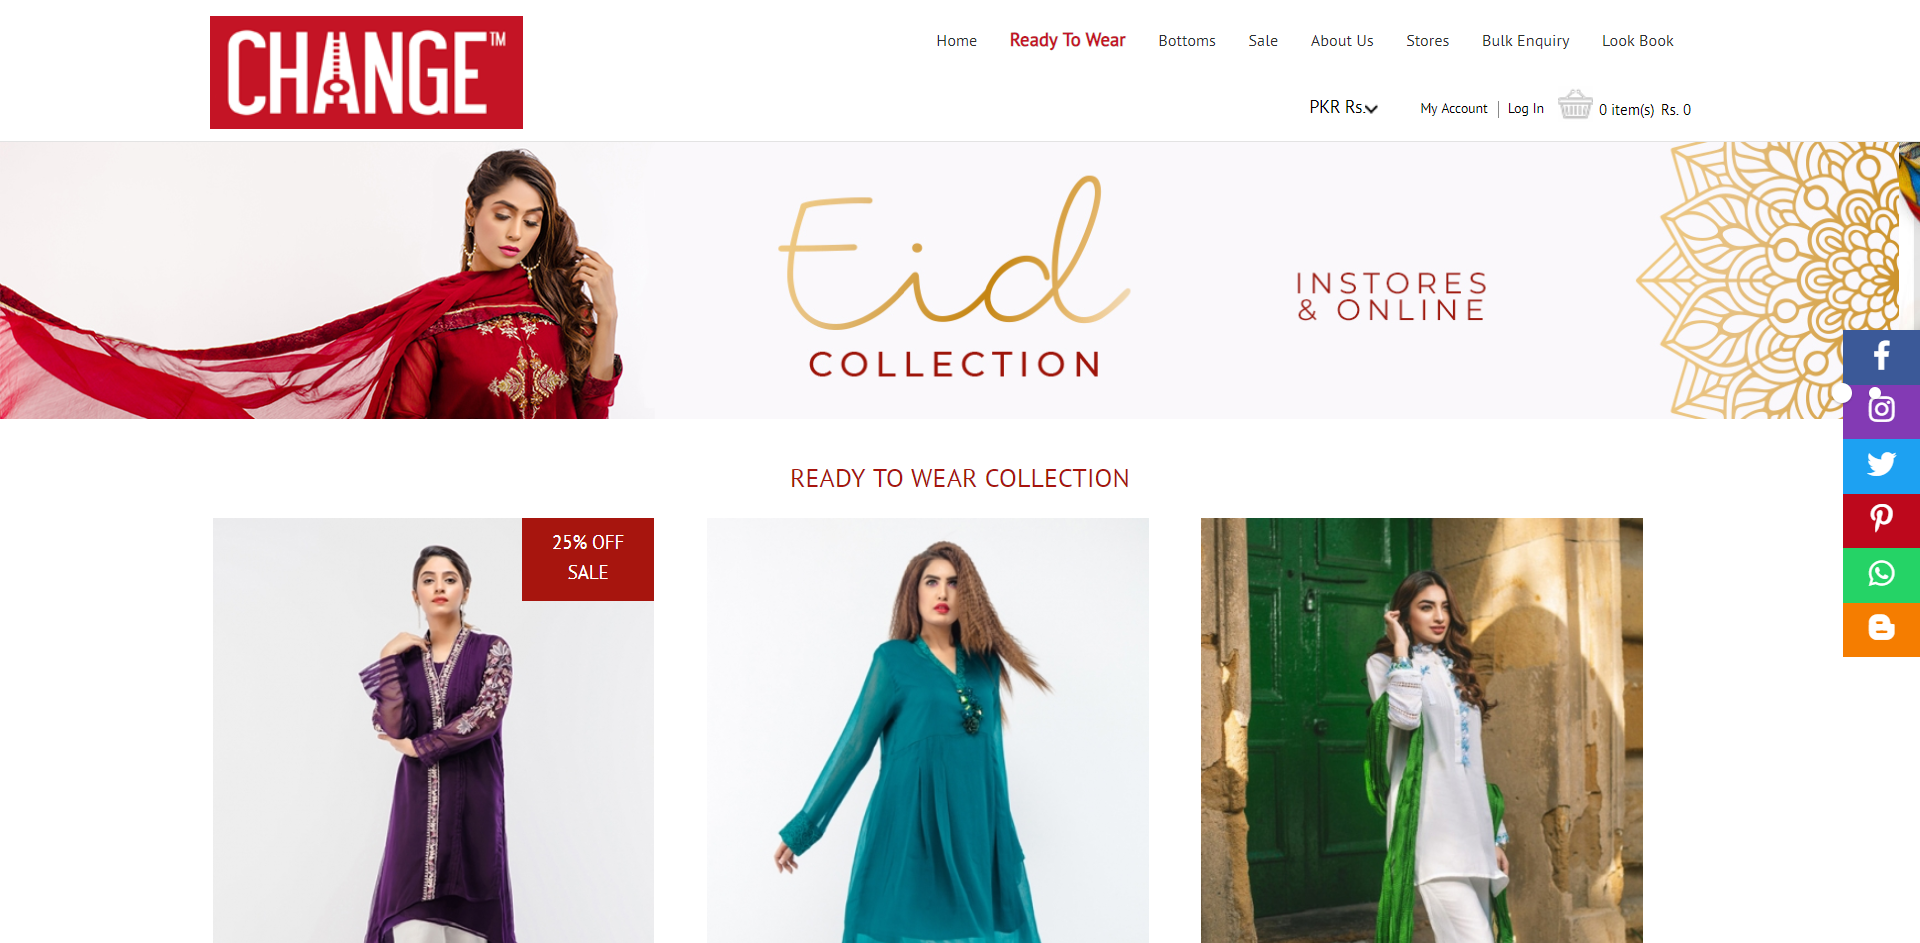 CHANGE™
Home Ready To Wear Bottoms Sale About Us Stores Bulk Enquiry Look Book
PKR Rs. My Account Log In 0 item(s) Rs. 0
Eid
COLLECTION
INSTORES
& ONLINE
READY TO WEAR COLLECTION
25% OFF
SALE